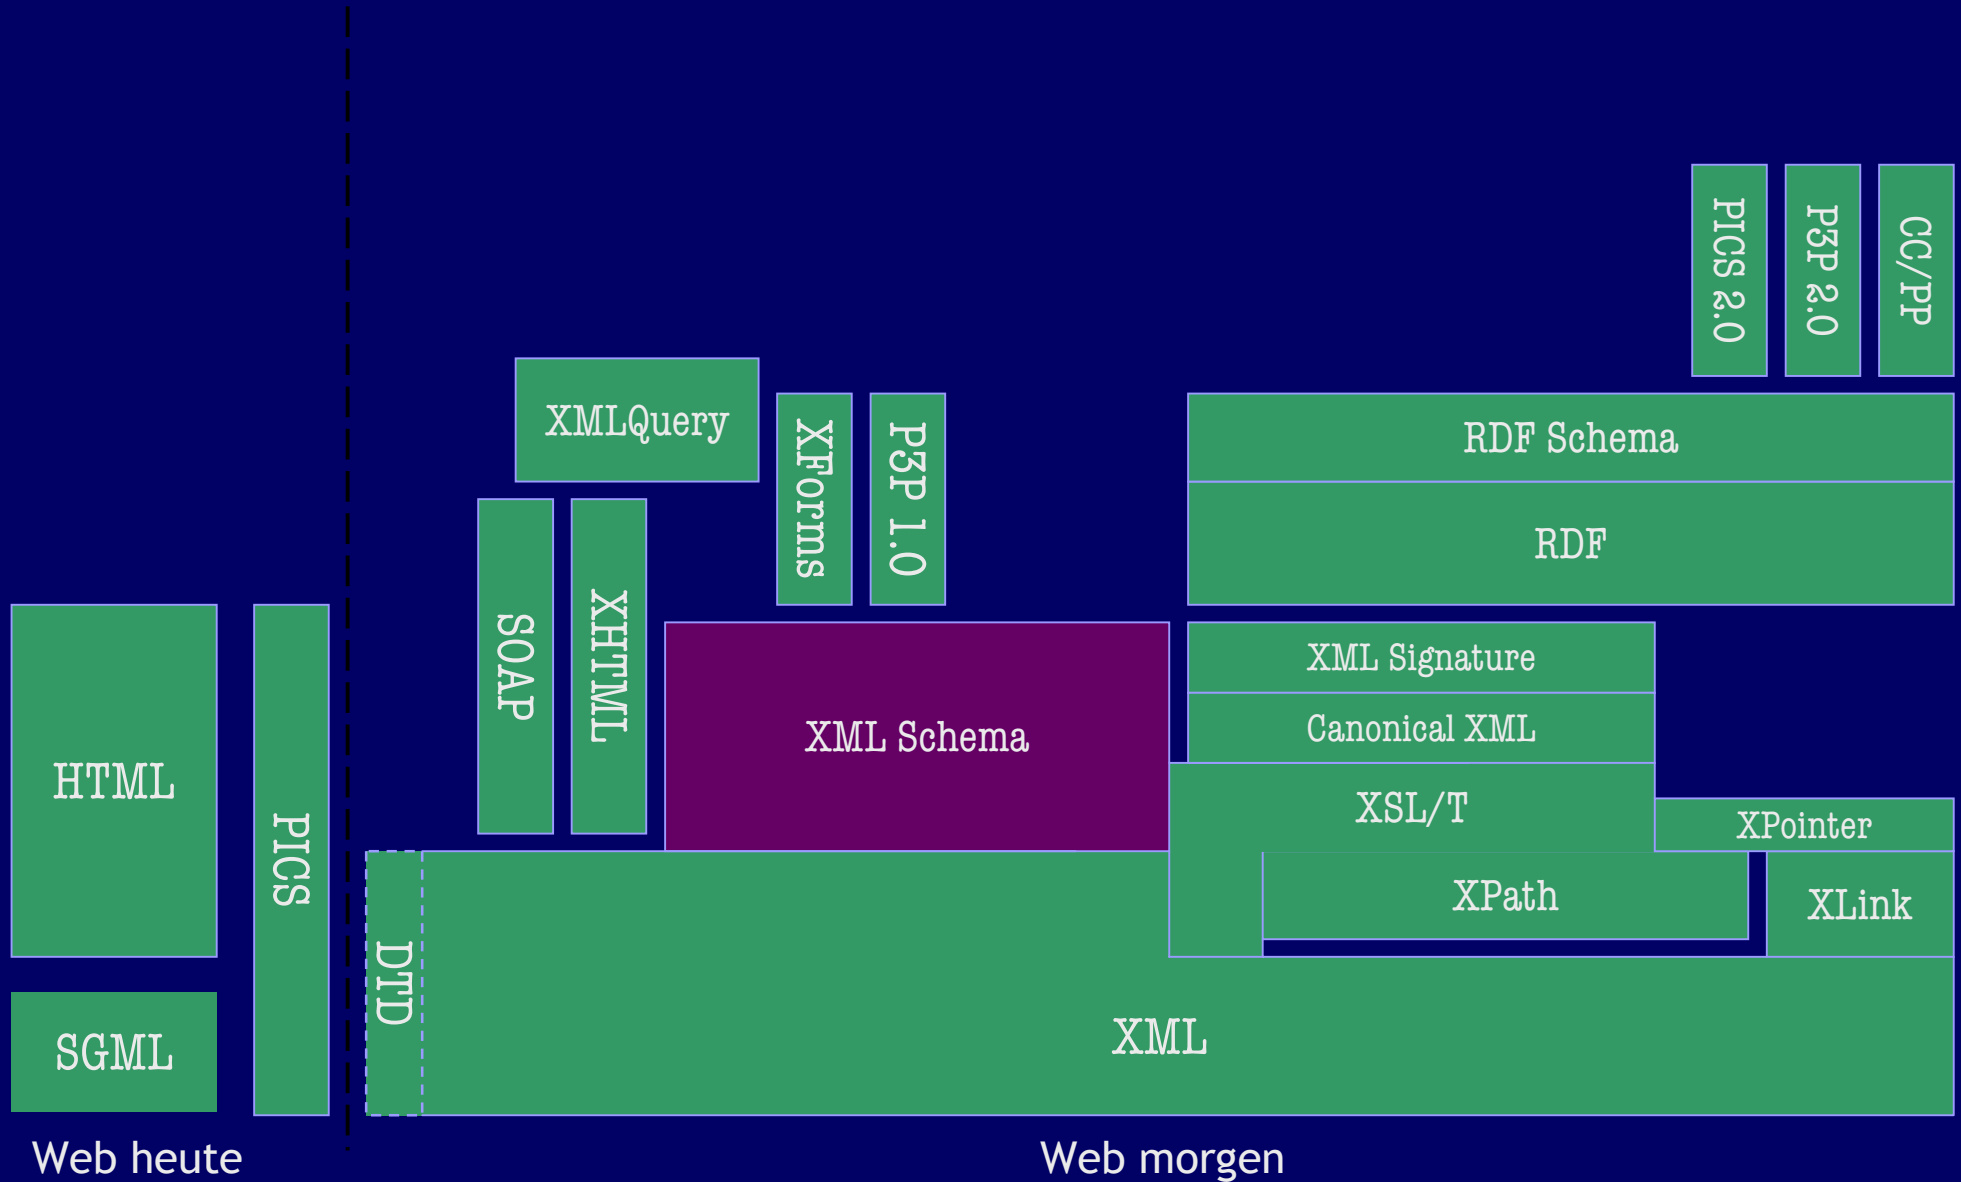 PICS 2.0
P3P 2.0
CC/PP
XMLQuery
XForms
P3P 1.0
RDF Schema
RDF
SOAP
XHTML
XML Schema
XML Signature
Canonical XML
XSL/T
XPointer
XPath
XLink
HTML
PICS
DTD
SGML
XML
Web heute
Web morgen